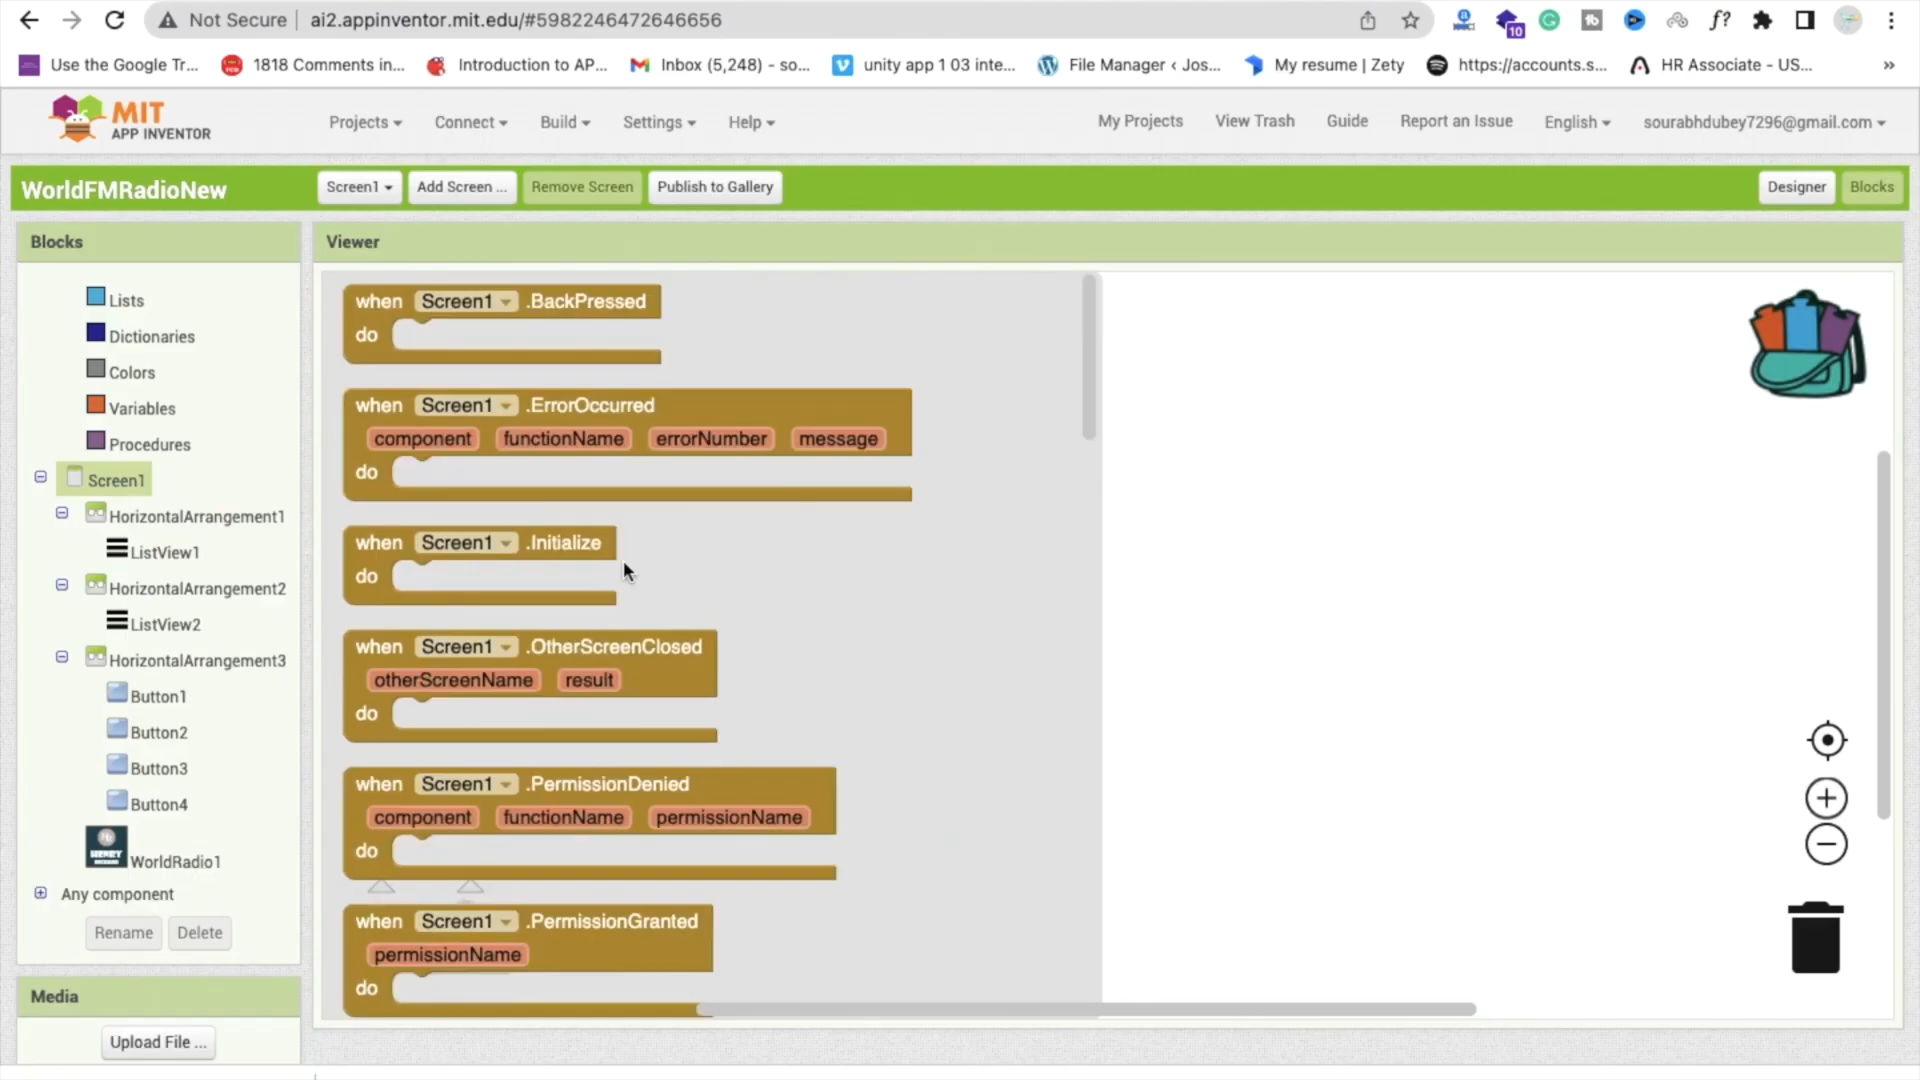 Not Secure
ai2.appinventor.mit.edu/#5982246472646656
10
f?
Use the Google Tr...
1818 Comments in...
Introduction to AP...
Inbox (5,248) - so...
unity app 1 03 inte...
File Manager ‹ Jos...
My resume | Zety
https://accounts.s...
HR Associate - US...
»
MIT
APP INVENTOR
Projects
Connect
Build
Settings
Help
My Projects
View Trash
Guide
Report an Issue
English
sourabhdubey7296@gmail.com
WorldFMRadioNew
Screen1
Add Screen ...
Remove Screen
Publish to Gallery
Designer
Blocks
Blocks
Lists
Dictionaries
Colors
Variables
Procedures
Screen1
HorizontalArrangement1
ListView1
HorizontalArrangement2
ListView2
HorizontalArrangement3
Button1
Button2
Button3
Button4
WorldRadio1
Any component
Rename
Delete
Media
Upload File ...
Viewer
when Screen1 .BackPressed
do
when Screen1 .ErrorOccurred
component functionName errorNumber message
do
when Screen1 .Initialize
do
when Screen1 .OtherScreenClosed
otherScreenName result
do
when Screen1 .PermissionDenied
component functionName permissionName
do
when Screen1 .PermissionGranted
permissionName
do